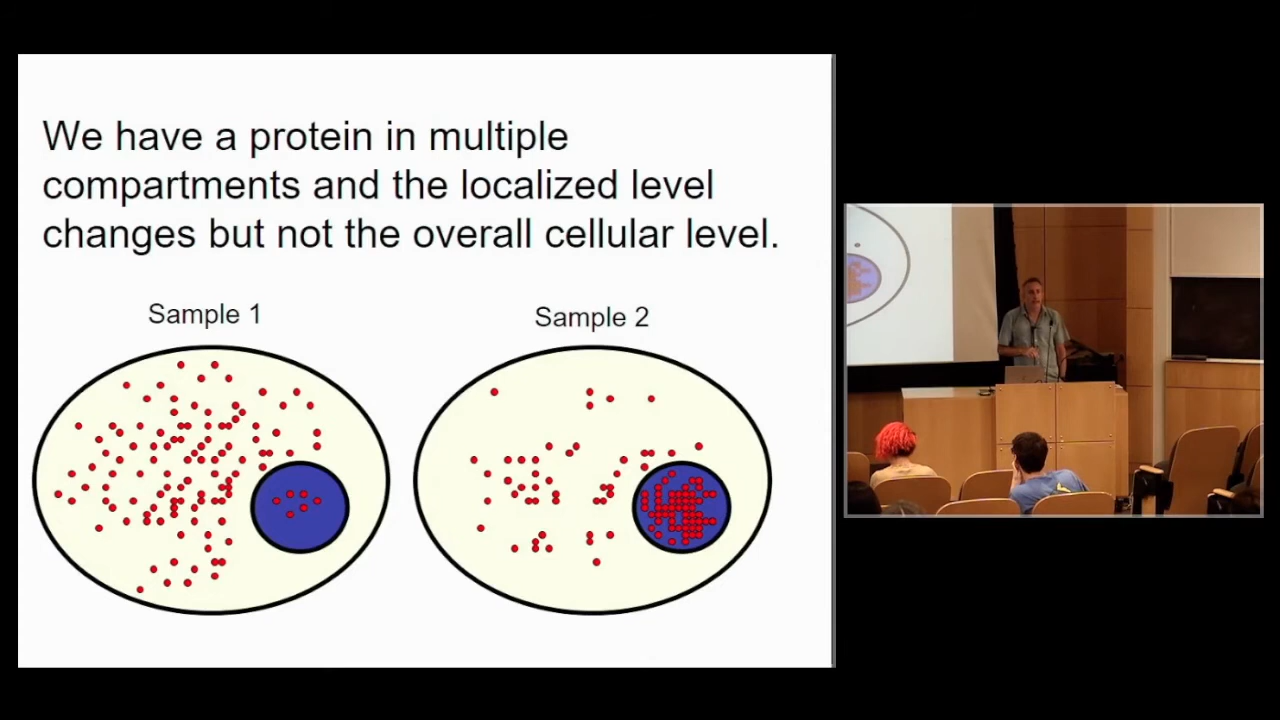 We have a protein in multiple
compartments and the localized level
changes but not the overall cellular level.
Sample 1
Sample 2